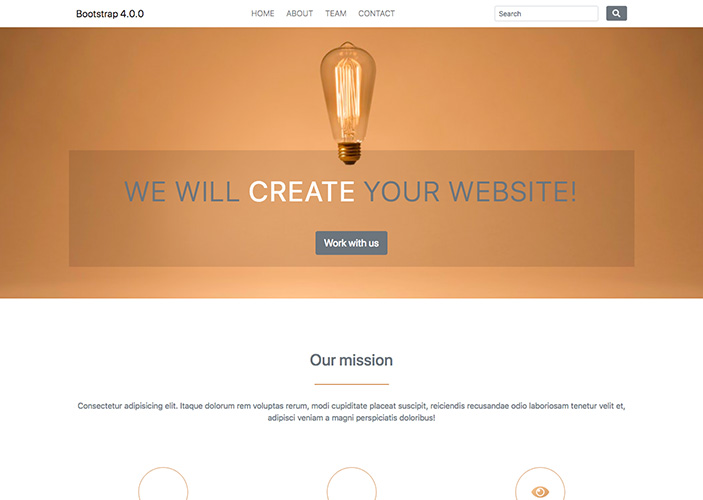 Bootstrap 4.0.0
HOME ABOUT TEAM CONTACT
Search
WE WILL CREATE YOUR WEBSITE!
Work with us
Our mission
Consectetur adipisicing elit. Itaque dolorum rem voluptas rerum, modi cupiditate placeat suscipit, reiciendis recusandae odio laboriosam tenetur velit et,
adipisci veniam a magni perspiciatis doloribus!